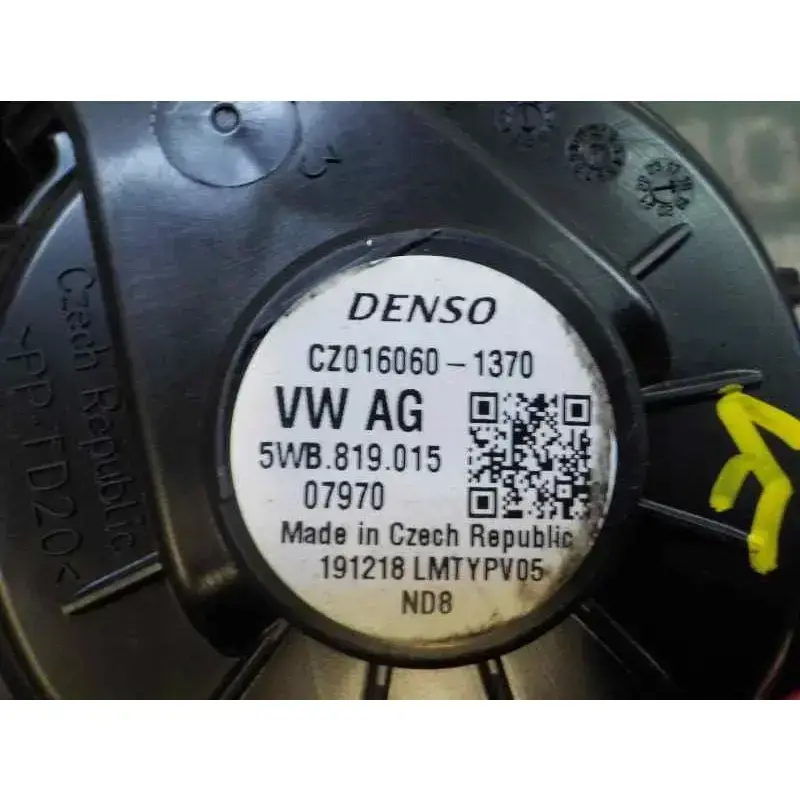 DENSO
CZ016060-1370
VW AG
5WB.819.015
07970
Made in Czech Republic
191218 LMTYPV05
ND8
Czech Republic
>PP-TD20<
3